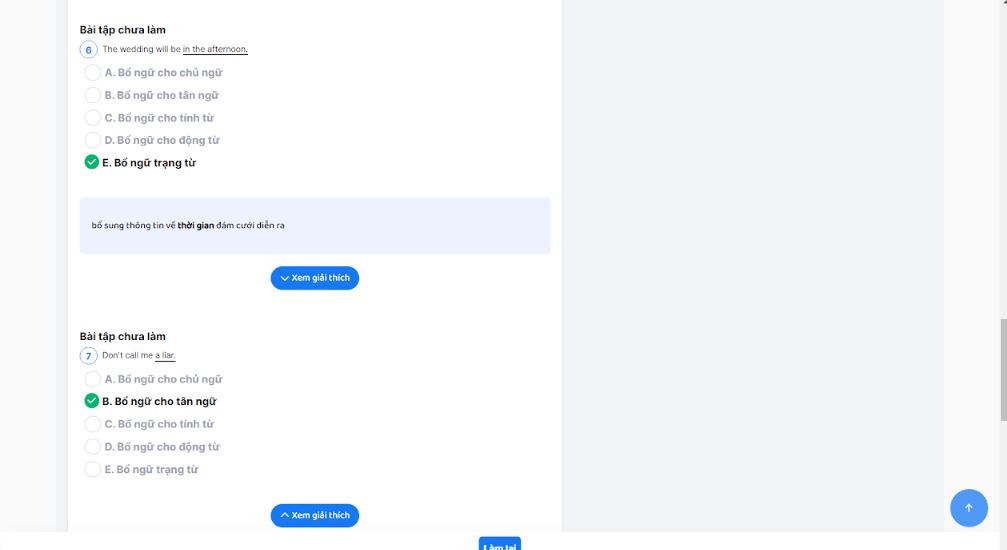 Bài tập chưa làm
6 The wedding will be in the afternoon.
A. Bổ ngữ cho chủ ngữ
B. Bổ ngữ cho tân ngữ
C. Bổ ngữ cho tính từ
D. Bổ ngữ cho động từ
E. Bổ ngữ trạng từ
bổ sung thông tin về thời gian đám cưới diễn ra
Xem giải thích
Bài tập chưa làm
7 Don't call me a liar.
A. Bổ ngữ cho chủ ngữ
B. Bổ ngữ cho tân ngữ
C. Bổ ngữ cho tính từ
D. Bổ ngữ cho động từ
E. Bổ ngữ trạng từ
Xem giải thích
Làm lại